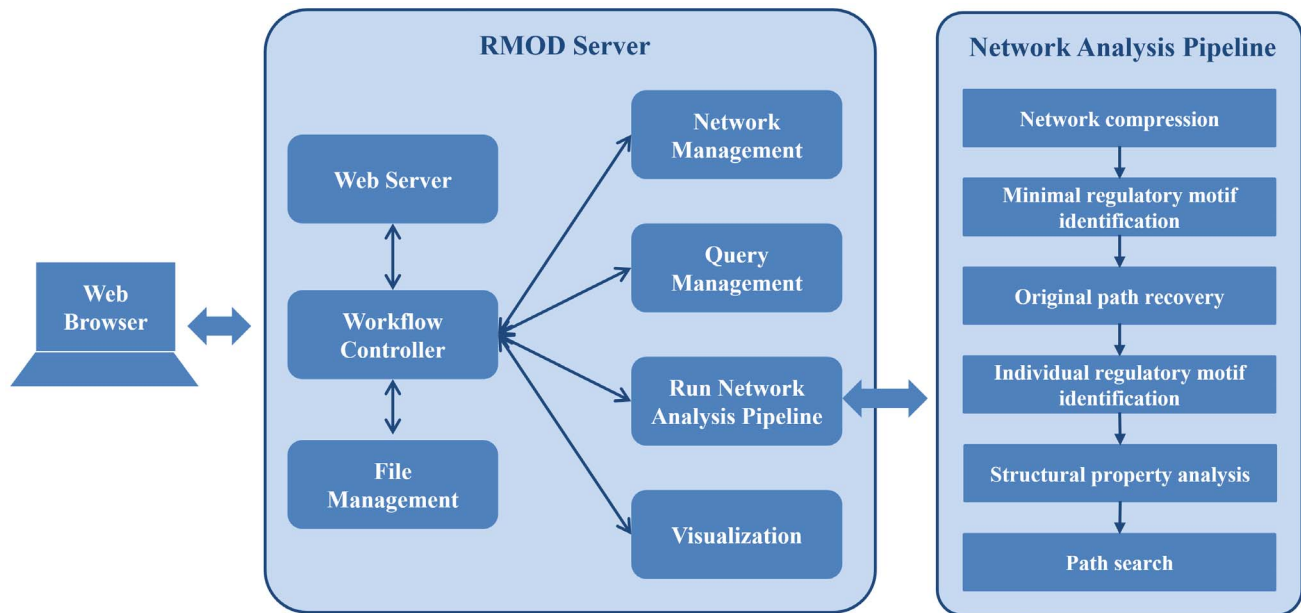 Web
Browser
RMOD Server
Web Server
Workflow
Controller
File
Management
Network
Management
Query
Management
Run Network
Analysis Pipeline
Visualization
Network Analysis Pipeline
Network compression
Minimal regulatory motif
identification
Original path recovery
Individual regulatory motif
identification
Structural property analysis
Path search